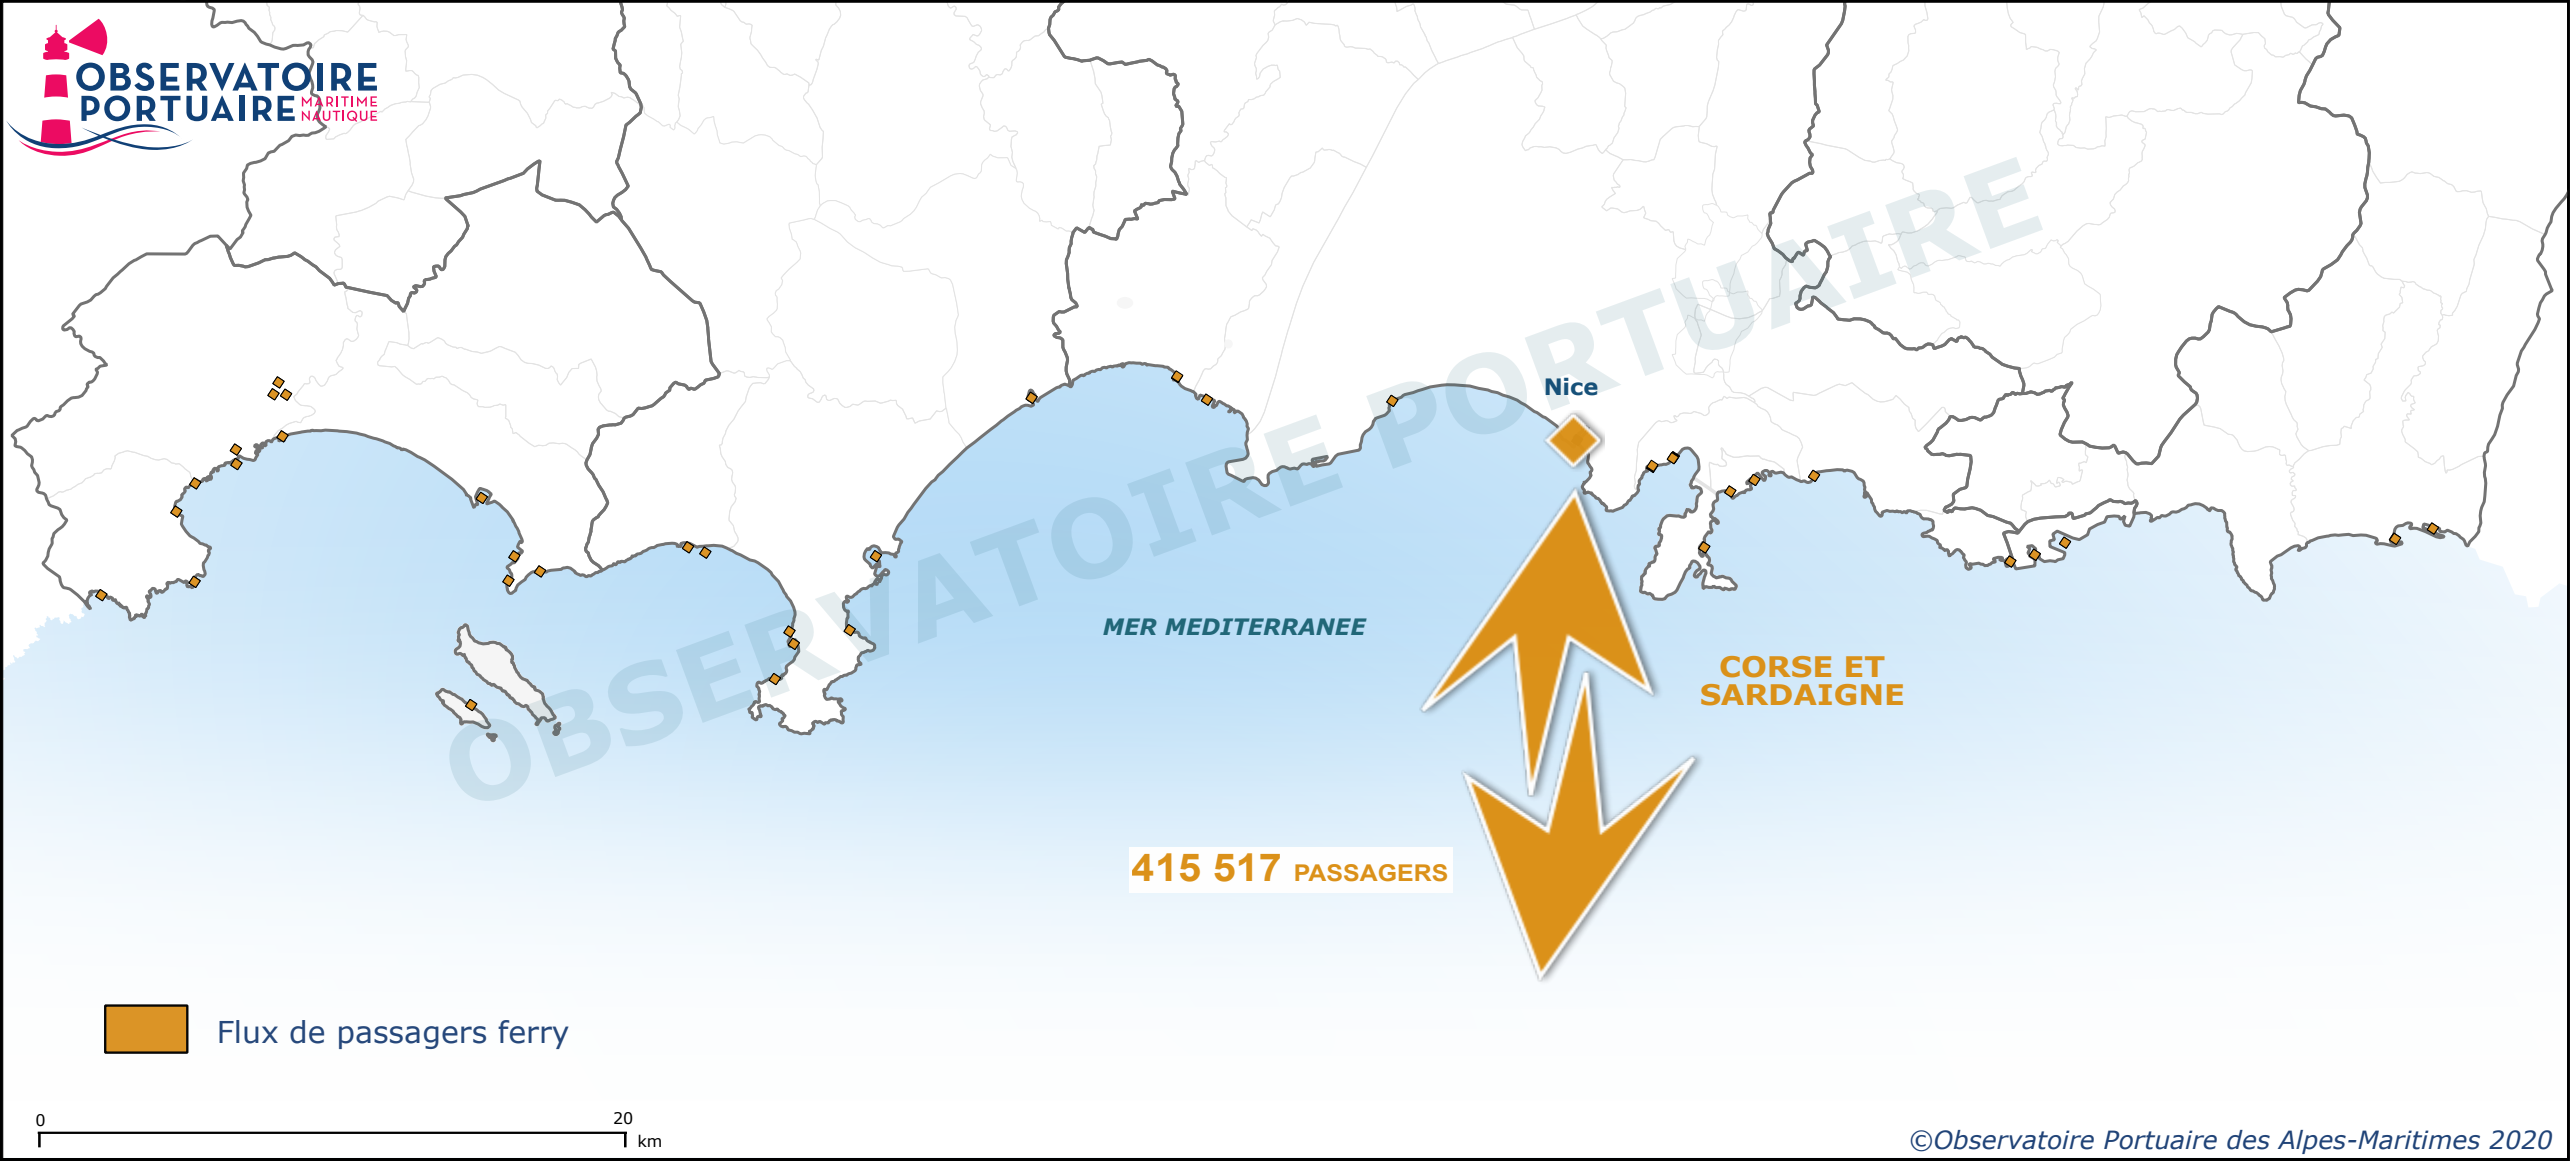 OBSERVATOIRE
PORTUAIRE MARITIME
NAUTIQUE
OBSERVATOIRE PORTUAIRE
Nice
MER MEDITERRANEE
CORSE ET
SARDAIGNE
415 517 PASSAGERS
Flux de passagers ferry
0 20
km
©Observatoire Portuaire des Alpes-Maritimes 2020